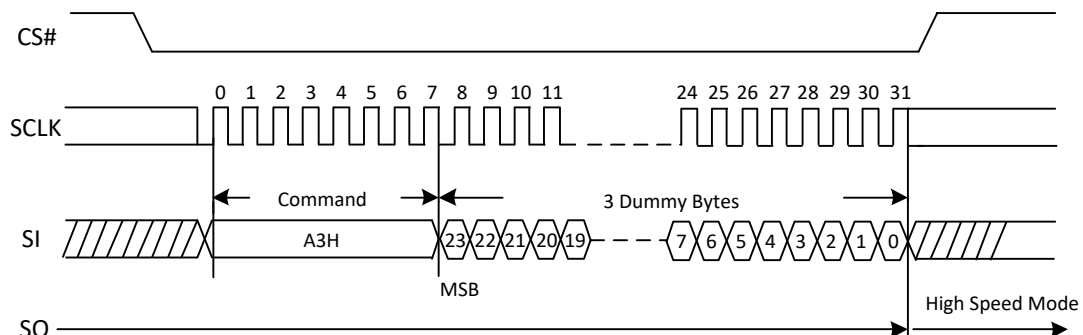 CS#
0 1 2 3 4 5 6 7 8 9 10 11 24 25 26 27 28 29 30 31
SCLK
Command 3 Dummy Bytes
SI A3H 23 22 21 20 19 7 6 5 4 3 2 1 0
MSB
High Speed Mode
SO